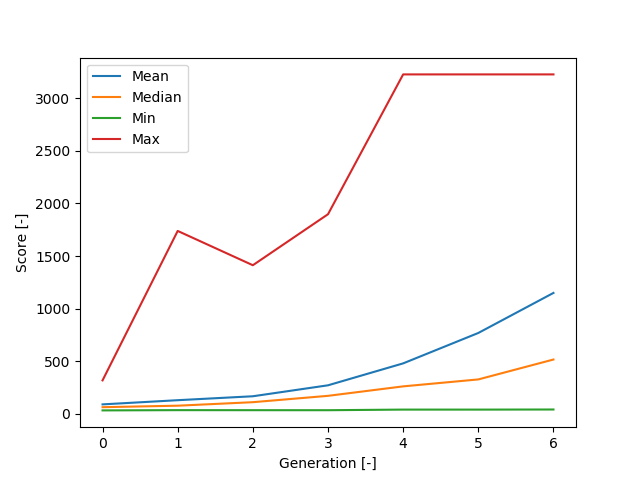 Mean
Median
Min
Max
3000
2500
2000
1500
1000
500
0
Score [-]
0 1 2 3 4 5 6
Generation [-]